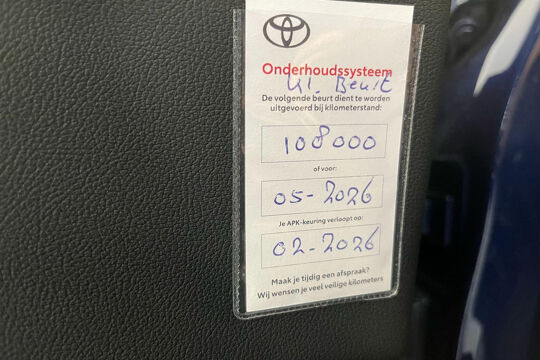 Onderhoudssysteem
kl. Beurt
De volgende beurt dient te worden
uitgevoerd bij kilometerstand:
108000
of voor:
05-2026
Je APK-keuring verloopt op:
02-2026
Maak je tijdig een afspraak?
Wij wensen je veel veilige kilometers